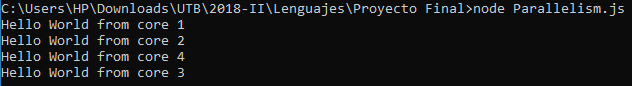 C:\Users\HP\Downloads\UTB\2018-II\Lenguajes\Proyecto Final>node Parallelism.js
Hello World from core 1
Hello World from core 2
Hello World from core 4
Hello World from core 3